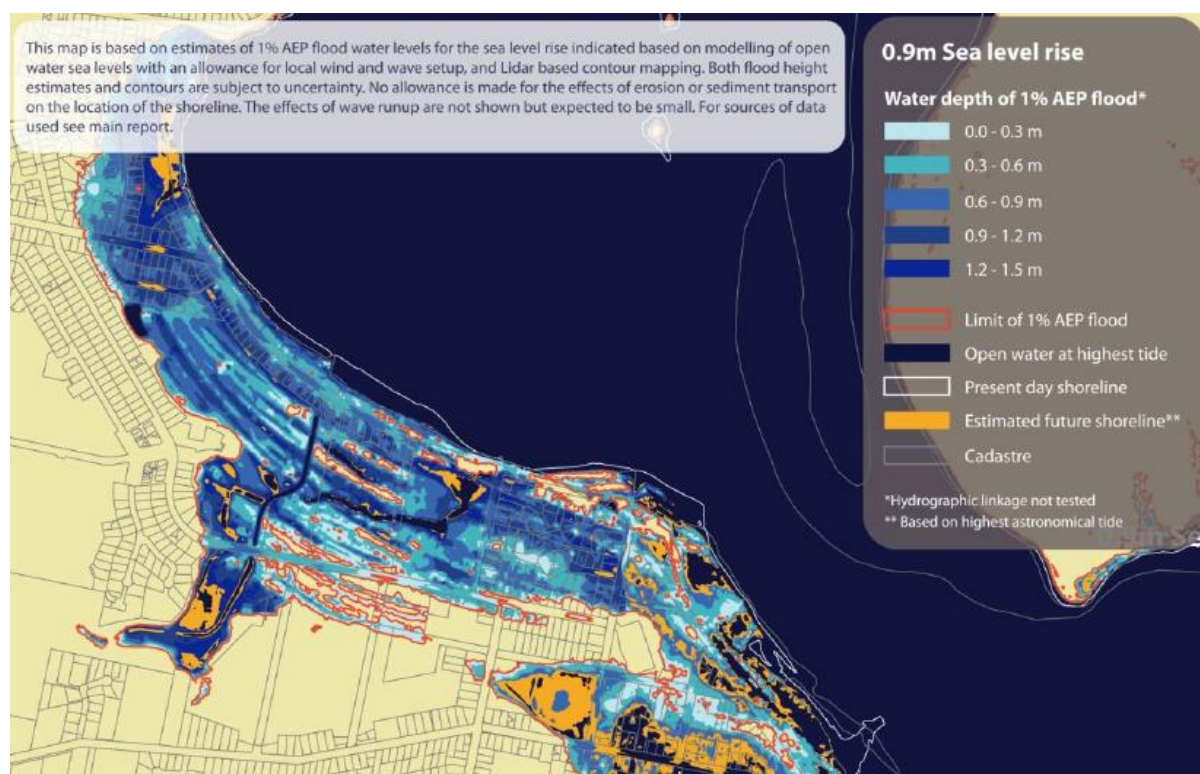 This map is based on estimates of 1% AEP flood water levels for the sea level rise indicated based on modelling of open
water sea levels with an allowance for local wind and wave setup, and Lidar based contour mapping. Both flood height
estimates and contours are subject to uncertainty. No allowance is made for the effects of erosion or sediment transport
on the location of the shoreline. The effects of wave runup are not shown but expected to be small. For sources of data
used see main report.
0.9m Sea level rise
Water depth of 1% AEP flood*
0.0 - 0.3 m
0.3 - 0.6 m
0.6 - 0.9 m
0.9 - 1.2 m
1.2 - 1.5 m
Limit of 1% AEP flood
Open water at highest tide
Present day shoreline
Estimated future shoreline**
Cadastre
*Hydrographic linkage not tested
** Based on highest astronomical tide